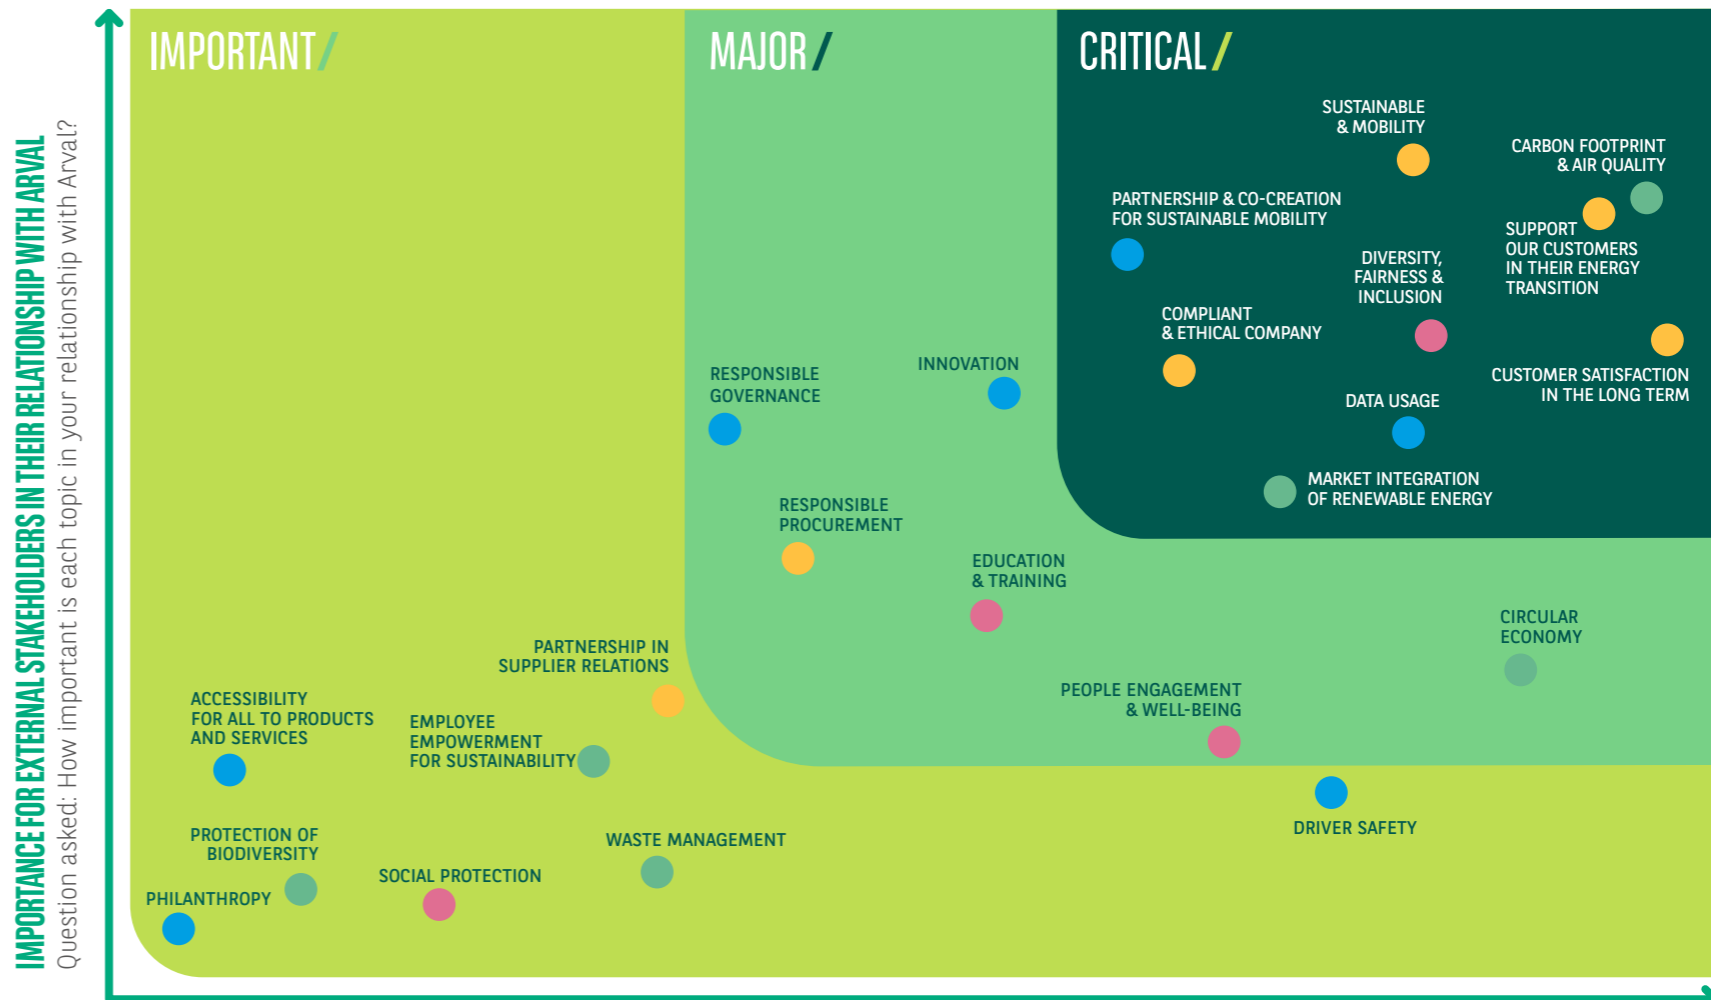 IMPORTANCE FOR EXTERNAL STAKEHOLDERS IN THEIR RELATIONSHIP WITH ARVAL
Question asked: How important is each topic in your relationship with Arval?
IMPORTANT/
MAJOR/
CRITICAL/
SUSTAINABLE
& MOBILITY
CARBON FOOTPRINT
& AIR QUALITY
PARTNERSHIP & CO-CREATION
FOR SUSTAINABLE MOBILITY
SUPPORT
OUR CUSTOMERS
IN THEIR ENERGY
TRANSITION
DIVERSITY,
FAIRNESS &
INCLUSION
COMPLIANT
& ETHICAL COMPANY
CUSTOMER SATISFACTION
IN THE LONG TERM
DATA USAGE
MARKET INTEGRATION
OF RENEWABLE ENERGY
RESPONSIBLE
GOVERNANCE
INNOVATION
RESPONSIBLE
PROCUREMENT
EDUCATION
& TRAINING
CIRCULAR
ECONOMY
PEOPLE ENGAGEMENT
& WELL-BEING
PARTNERSHIP IN
SUPPLIER RELATIONS
ACCESSIBILITY
FOR ALL TO PRODUCTS
AND SERVICES
EMPLOYEE
EMPOWERMENT
FOR SUSTAINABILITY
DRIVER SAFETY
PROTECTION OF
BIODIVERSITY
WASTE MANAGEMENT
SOCIAL PROTECTION
PHILANTHROPY